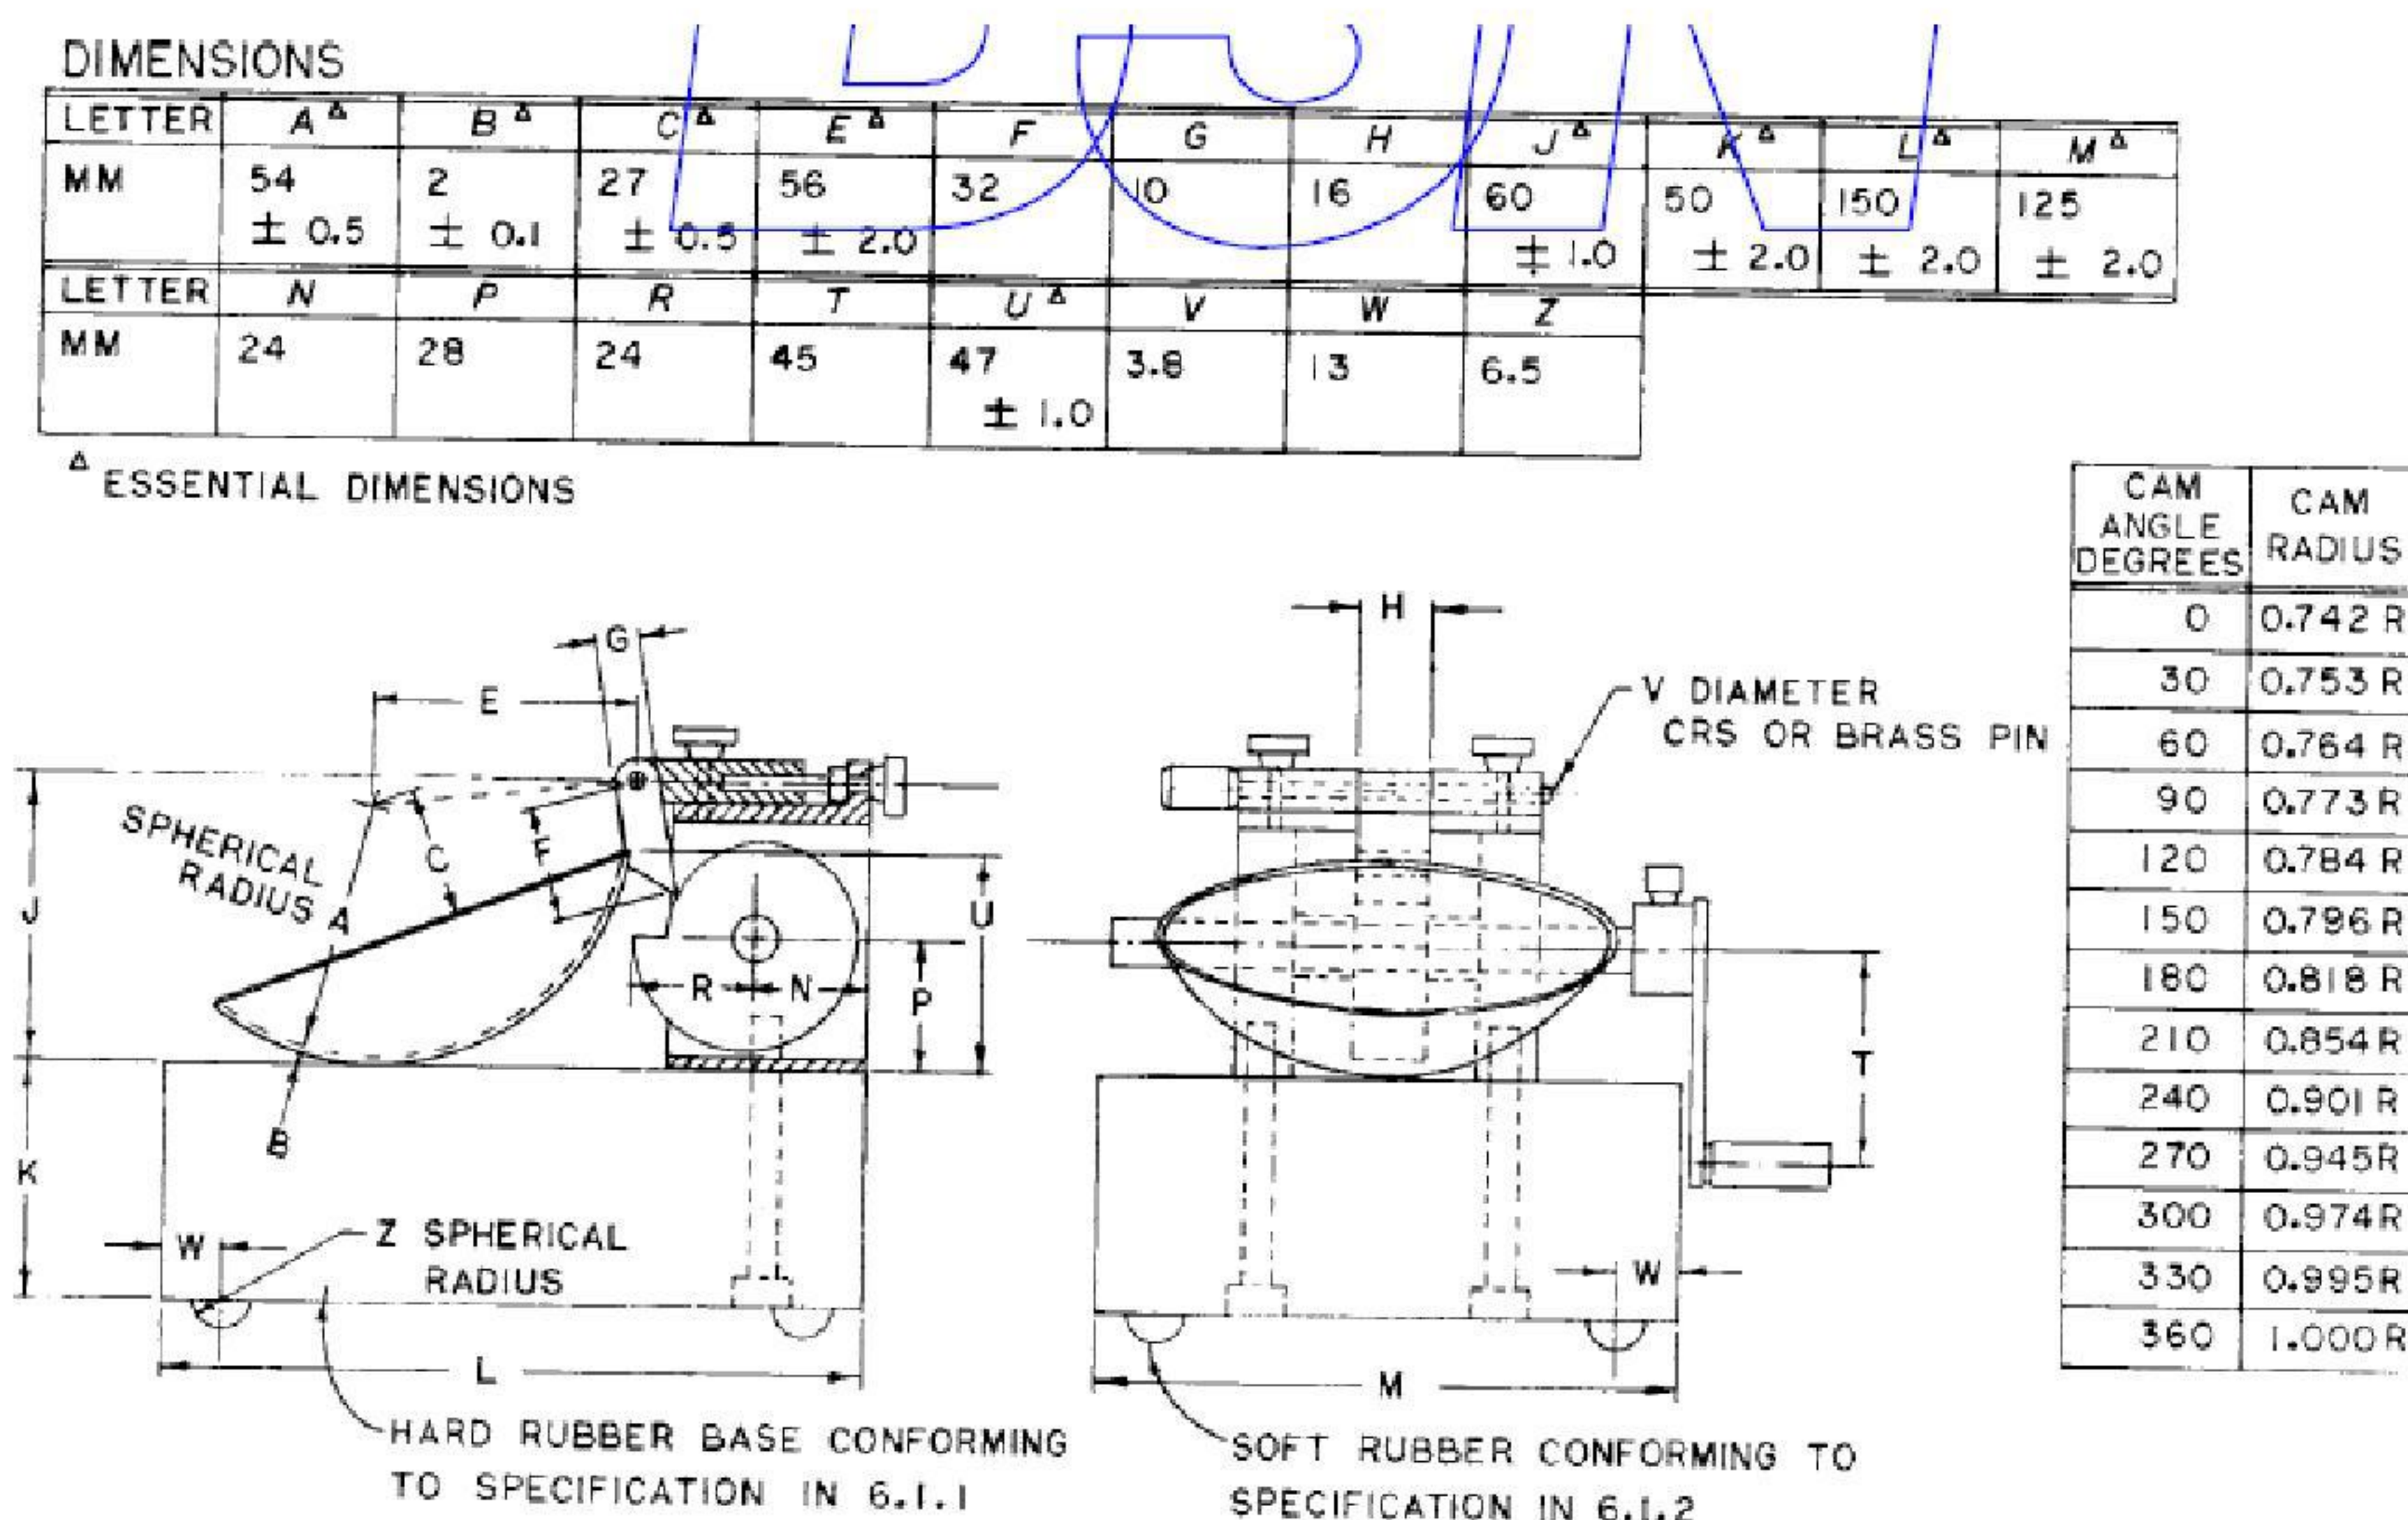 DIMENSIONS
LETTER A Δ B Δ C Δ E Δ F G H J Δ K Δ L Δ M Δ
MM 54 2 27 56 32 10 16 60 50 150 125
± 0.5 ± 0.1 ± 0.5 ± 2.0 ± 1.0 ± 2.0 ± 2.0 ± 2.0
LETTER N P R T U Δ V W Z
MM 24 28 24 45 47 3.8 13 6.5
± 1.0
Δ ESSENTIAL DIMENSIONS
CAM ANGLE DEGREES CAM RADIUS
0 0.742 R
30 0.753 R
60 0.764 R
90 0.773 R
120 0.784 R
150 0.796 R
180 0.818 R
210 0.854 R
240 0.901 R
270 0.945 R
300 0.974 R
330 0.995 R
360 1.000 R
G
E
SPHERICAL
RADIUS A
C
F
J
U
R
N
P
B
K
W
Z SPHERICAL
RADIUS
L
HARD RUBBER BASE CONFORMING
TO SPECIFICATION IN 6.1.1
H
V DIAMETER
CRS OR BRASS PIN
T
W
M
SOFT RUBBER CONFORMING TO
SPECIFICATION IN 6.1.2